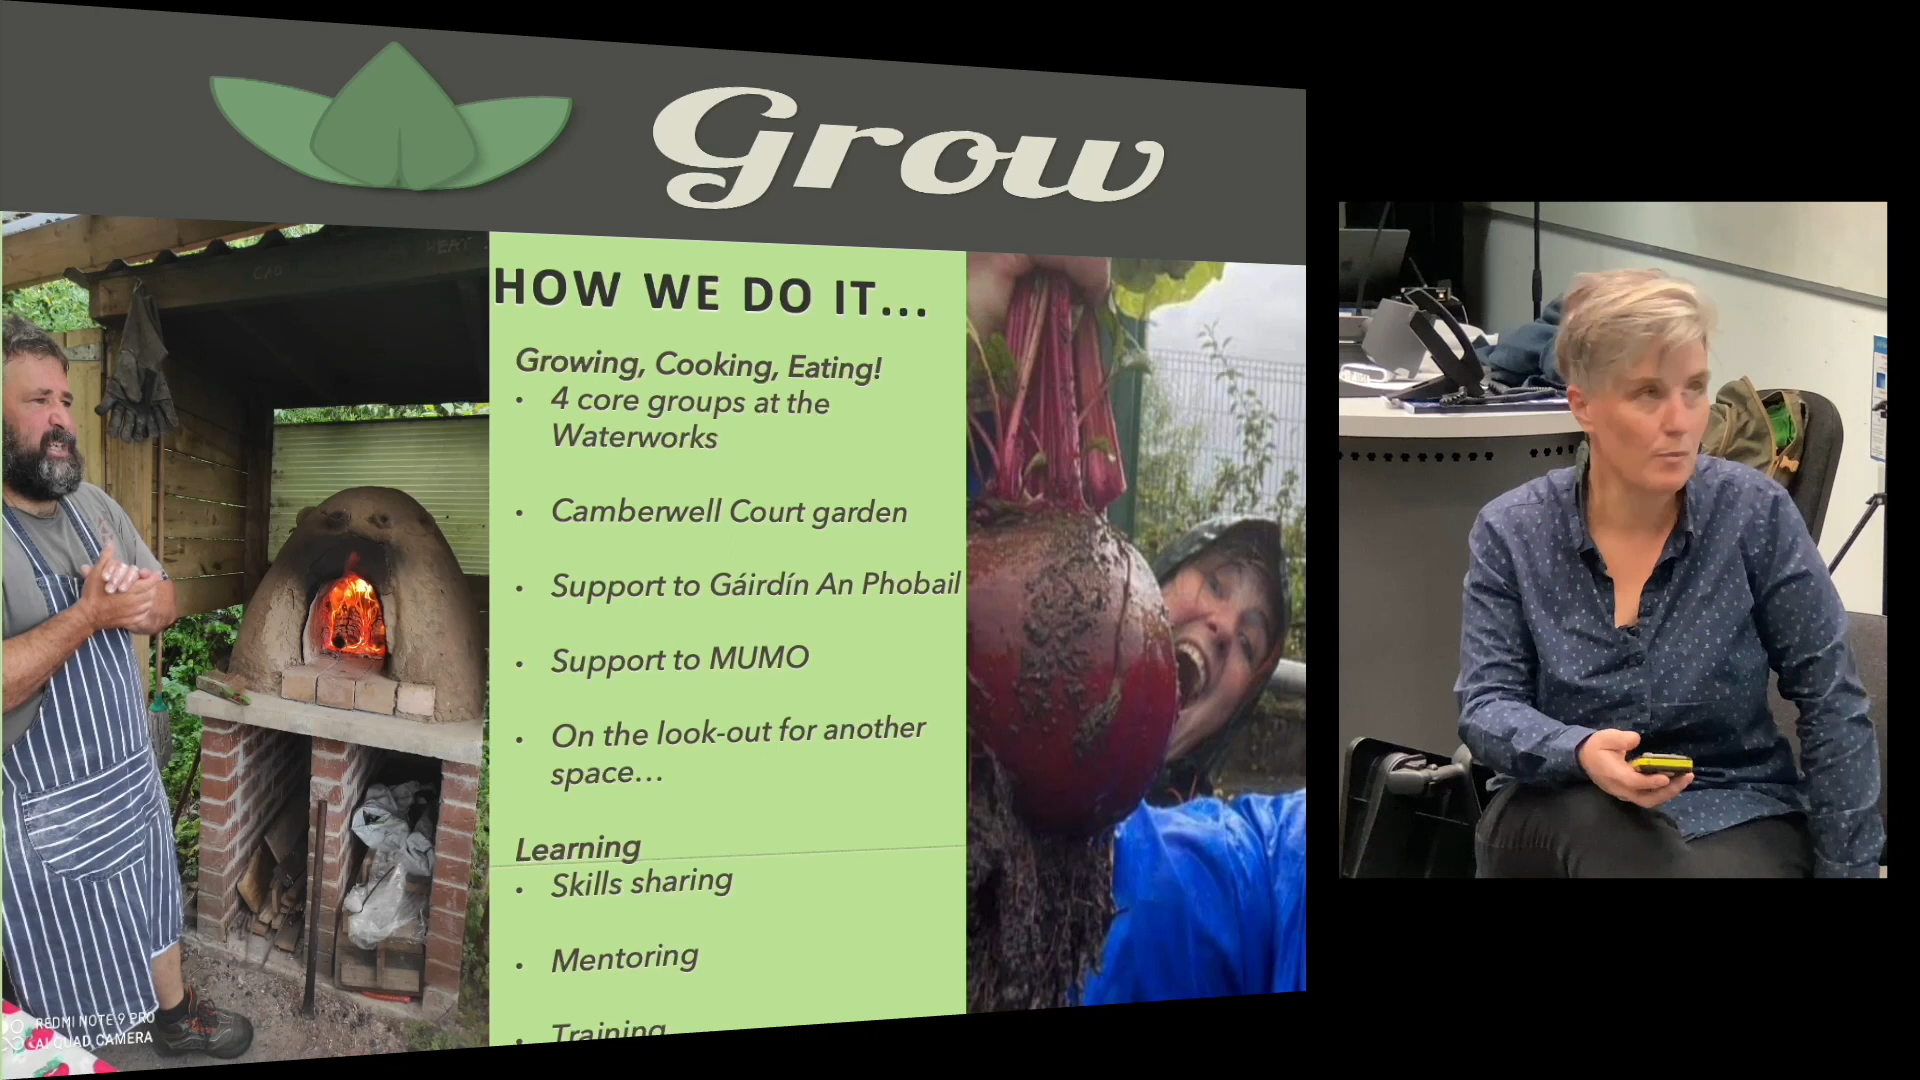 Grow
HOW WE DO IT...
Growing, Cooking, Eating!
• 4 core groups at the
Waterworks
• Camberwell Court garden
• Support to Gáirdín An Phobail
• Support to MUMO
• On the look-out for another
space...
Learning
• Skills sharing
• Mentoring
• Training
REDMI NOTE 9 PRO
AI QUAD CAMERA